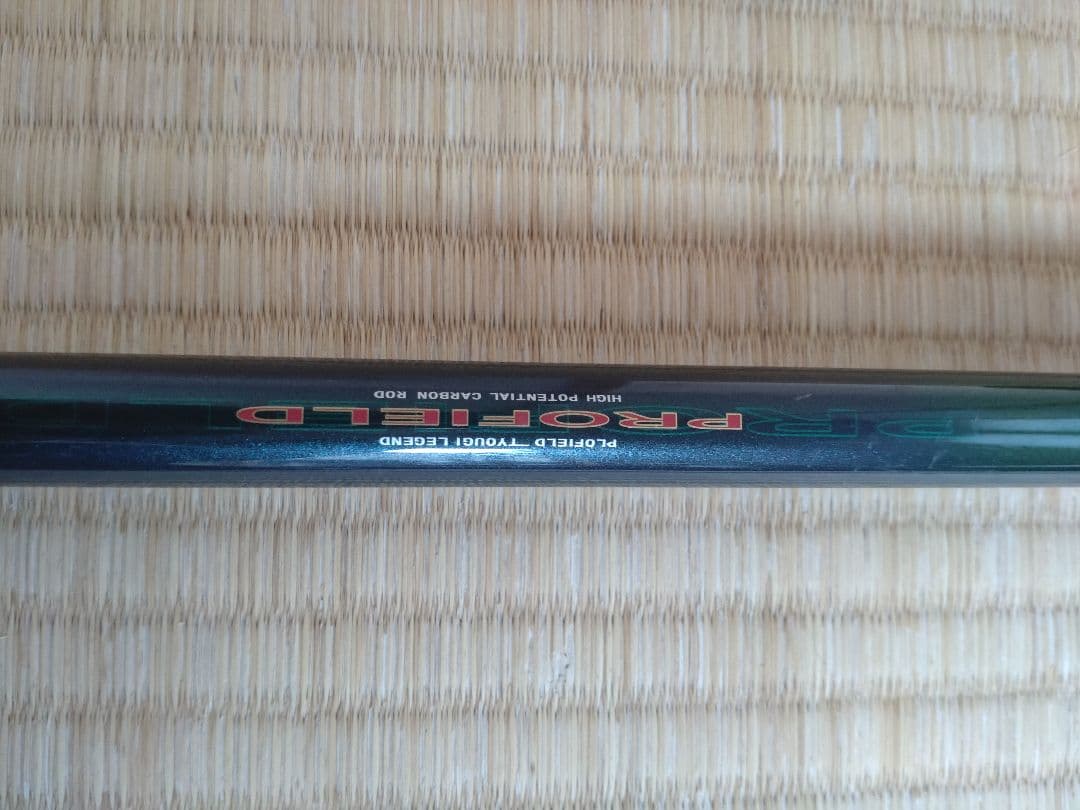 PLOFIELD TYOUGI LEGEND
PROFIELD
HIGH POTENTIAL CARBON ROD